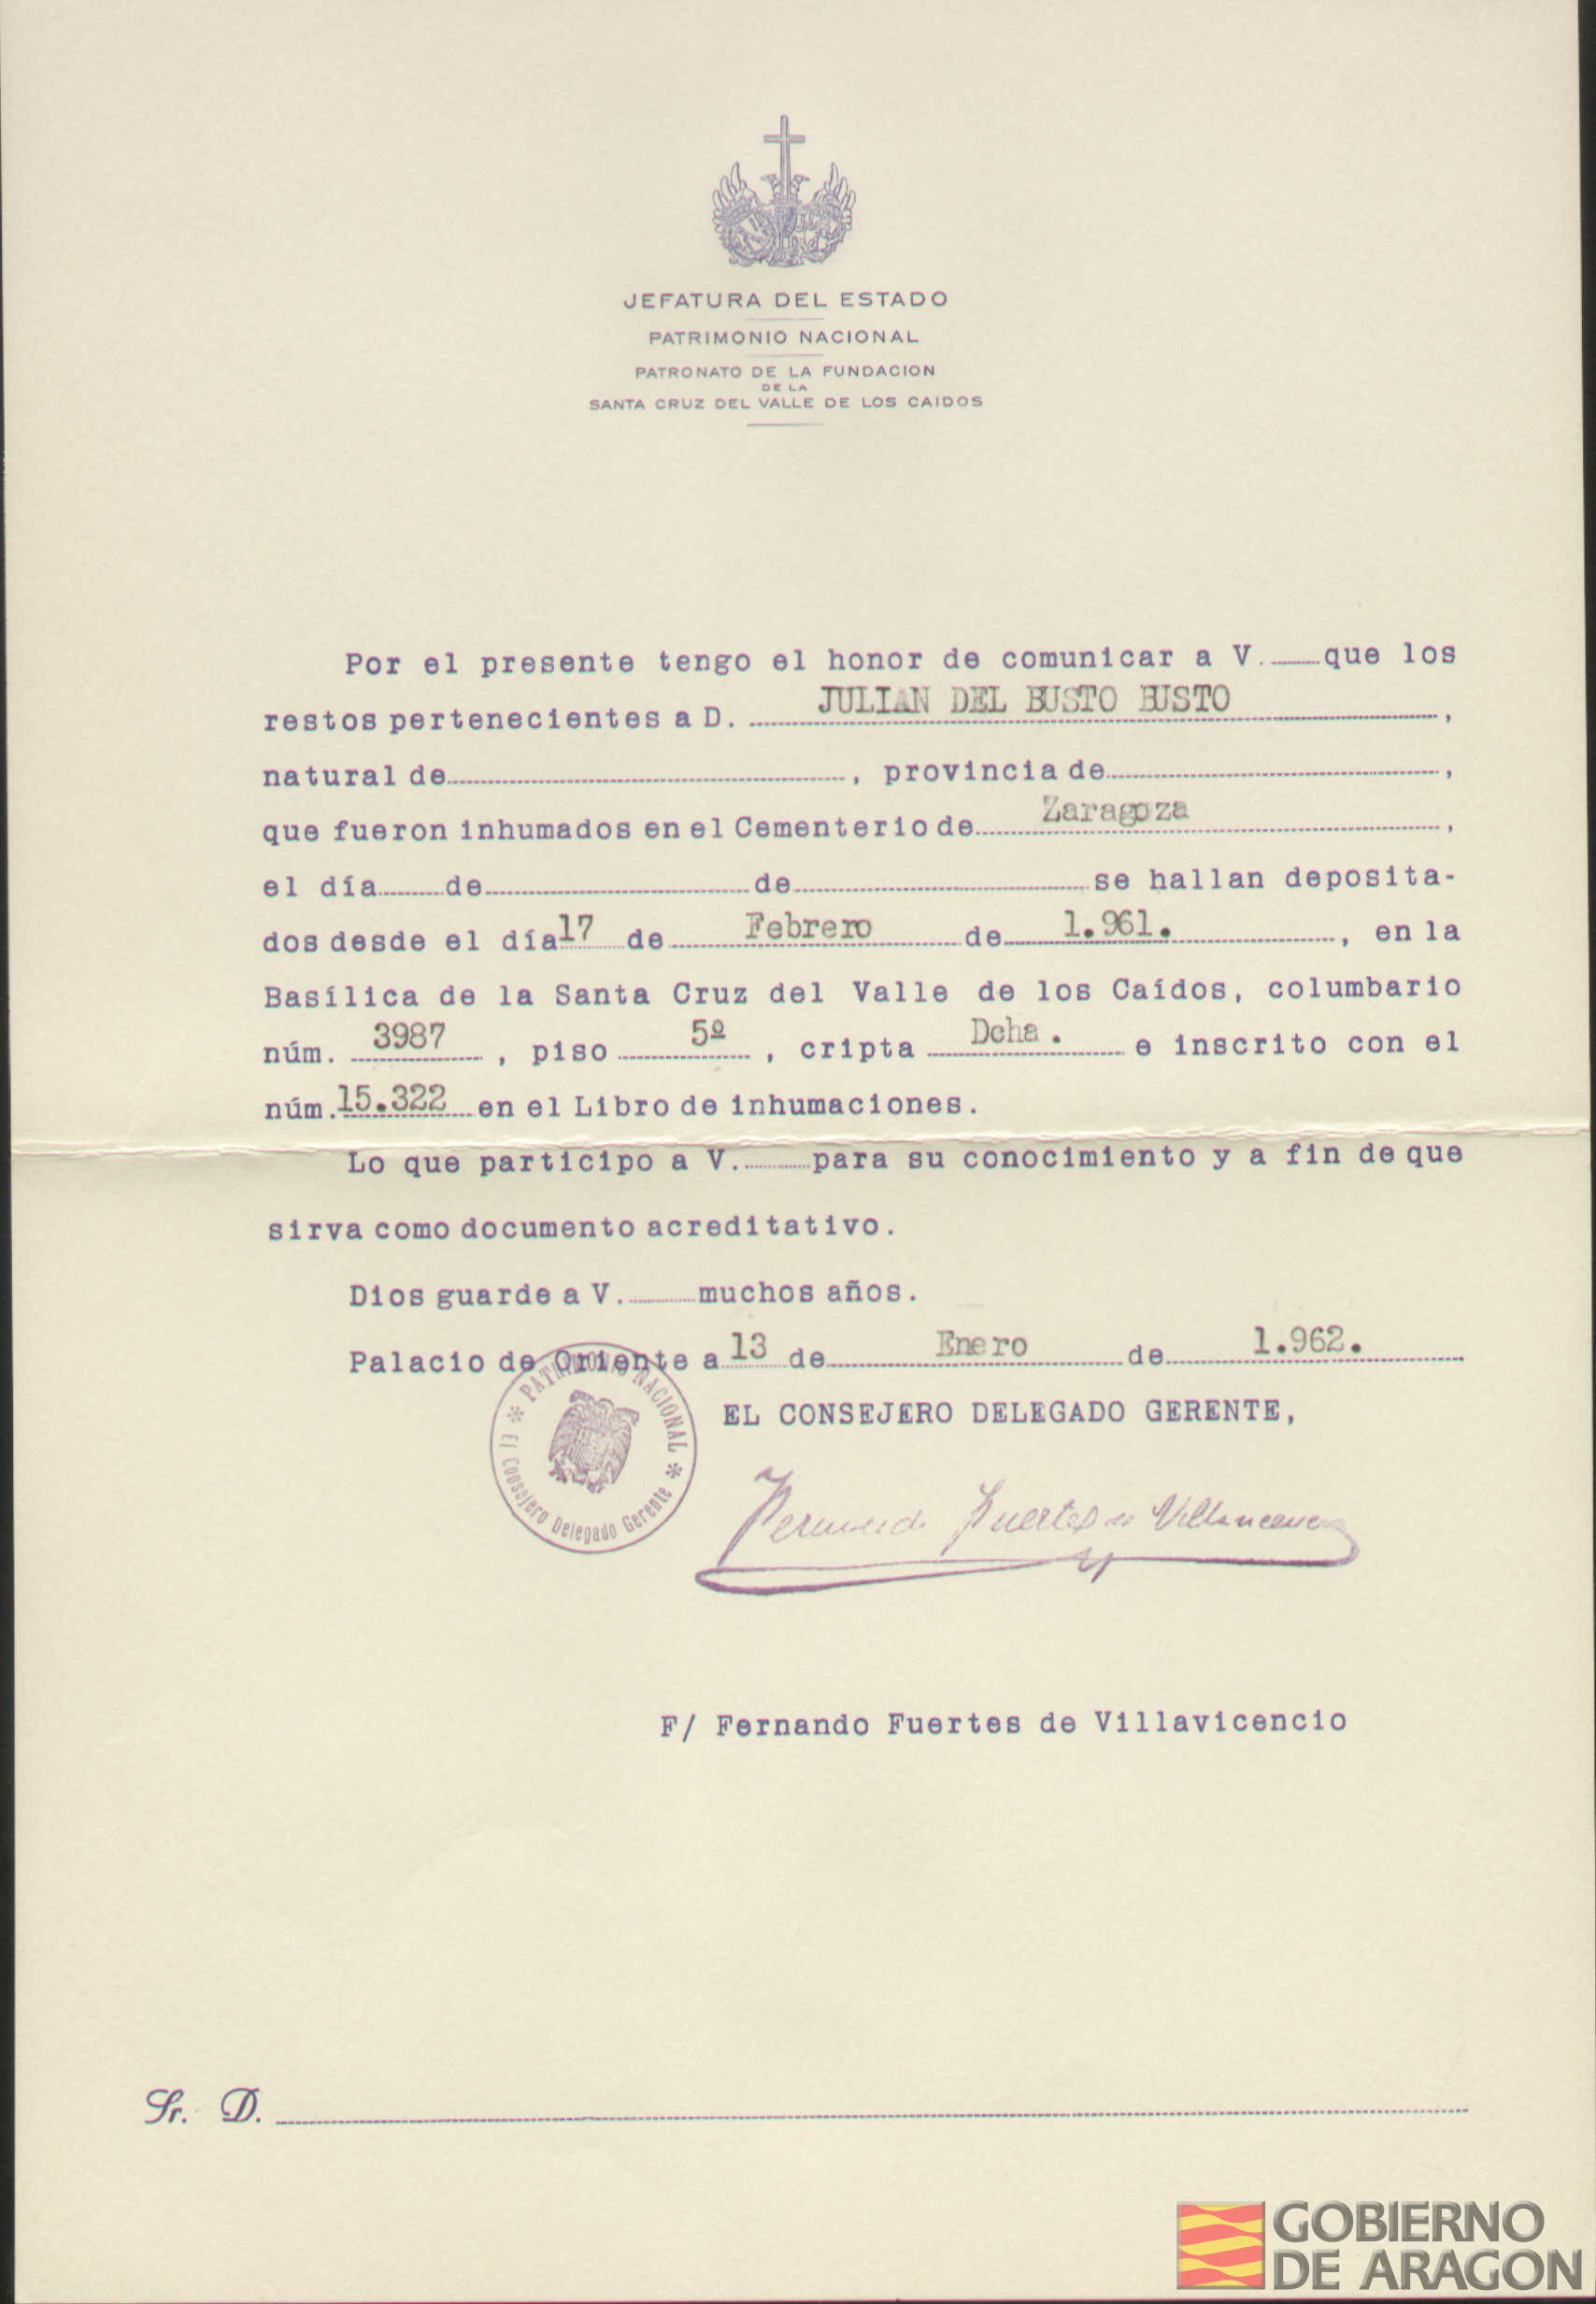 JEFATURA DEL ESTADO
PATRIMONIO NACIONAL
PATRONATO DE LA FUNDACION
DE LA
SANTA CRUZ DEL VALLE DE LOS CAIDOS
Por el presente tengo el honor de comunicar a V. que los
restos pertenecientes a D. JULIAN DEL BUSTO BUSTO ,
natural de , provincia de ,
que fueron inhumados en el Cementerio de Zaragoza ,
el día de de se hallan deposita-
dos desde el día 17 de Febrero de 1.961. , en la
Basílica de la Santa Cruz del Valle de los Caídos, columbario
núm. 3987 , piso 5º , cripta Dcha. e inscrito con el
núm. 15.322 en el Libro de inhumaciones.
Lo que participo a V. para su conocimiento y a fin de que
sirva como documento acreditativo.
Dios guarde a V. muchos años.
Palacio de Oriente a 13 de Enero de 1.962.
EL CONSEJERO DELEGADO GERENTE,
PATRIMONIO NACIONAL
El Consejero Delegado Gerente
Fernando Fuertes de Villavicencio
F/ Fernando Fuertes de Villavicencio
Sr. D.
GOBIERNO
DE ARAGON